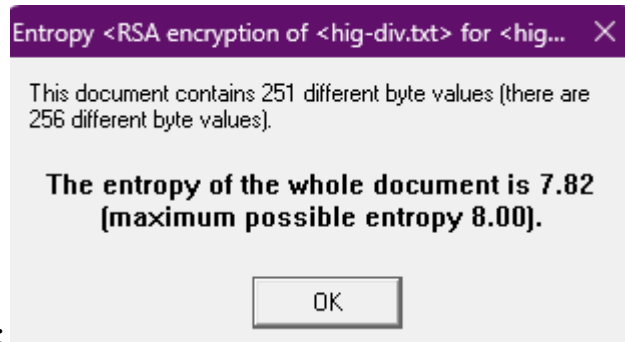 Entropy <RSA encryption of <hig-div.txt> for <hig...
This document contains 251 different byte values (there are
256 different byte values).
The entropy of the whole document is 7.82
(maximum possible entropy 8.00).
OK
: